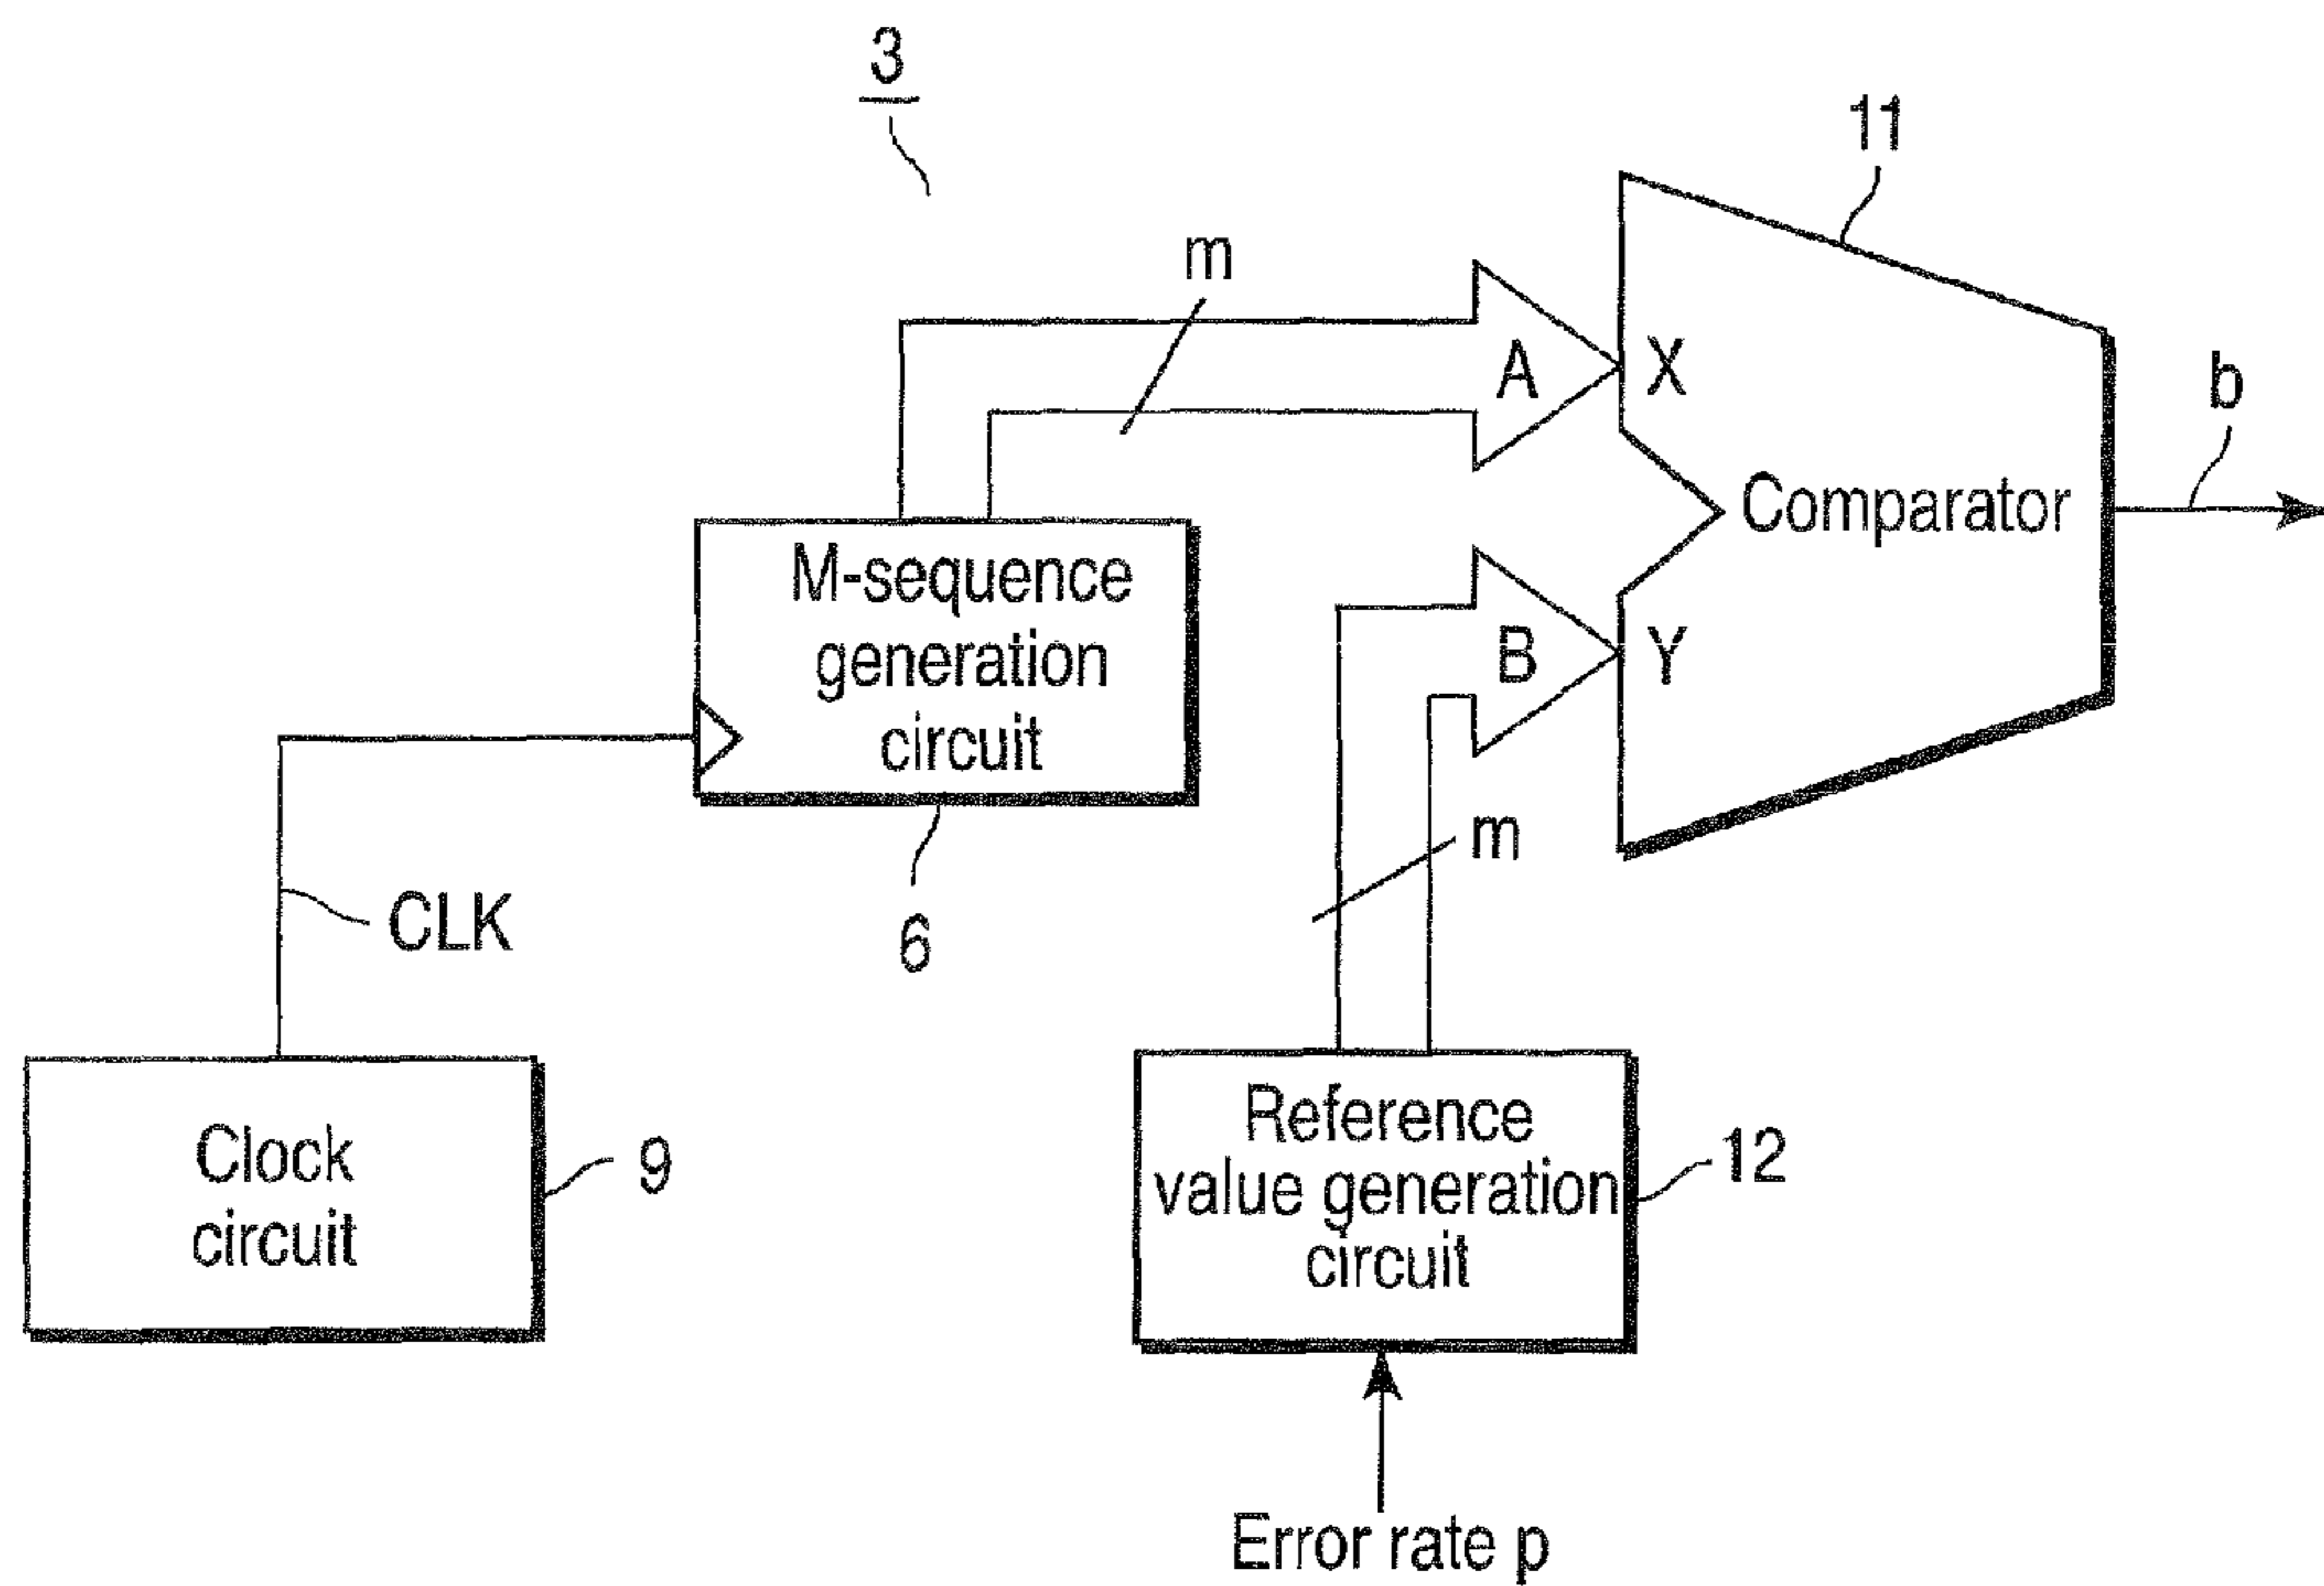 3
11
m
A
X
b
Comparator
M-sequence
generation
circuit
B
Y
m
CLK
6
Clock
circuit
9
Reference
value generation
circuit
12
Error rate p